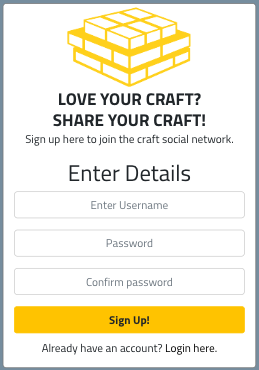 LOVE YOUR CRAFT?
SHARE YOUR CRAFT!
Sign up here to join the craft social network.
Enter Details
Enter Username
Password
Confirm password
Sign Up!
Already have an account? Login here.